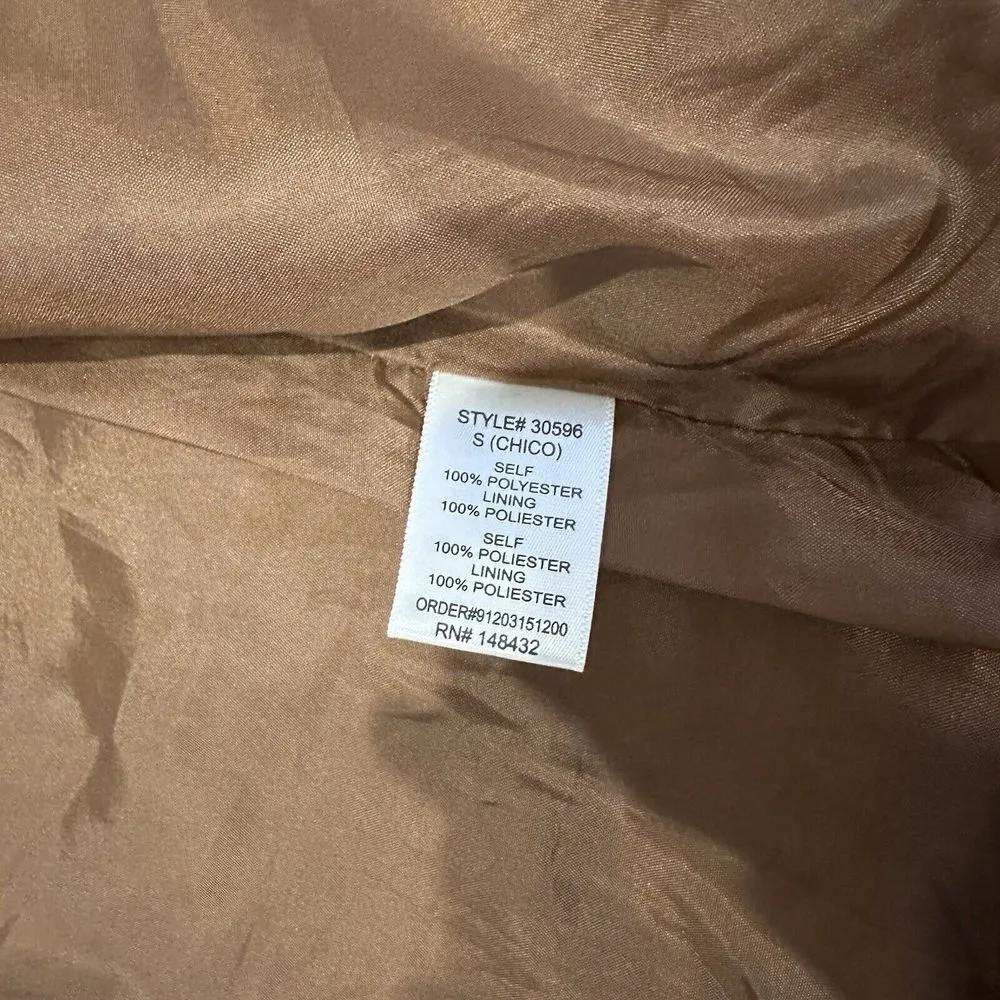 STYLE# 30596
S (CHICO)
SELF
100% POLYESTER
LINING
100% POLIESTER
SELF
100% POLIESTER
LINING
100% POLIESTER
ORDER#91203151200
RN# 148432